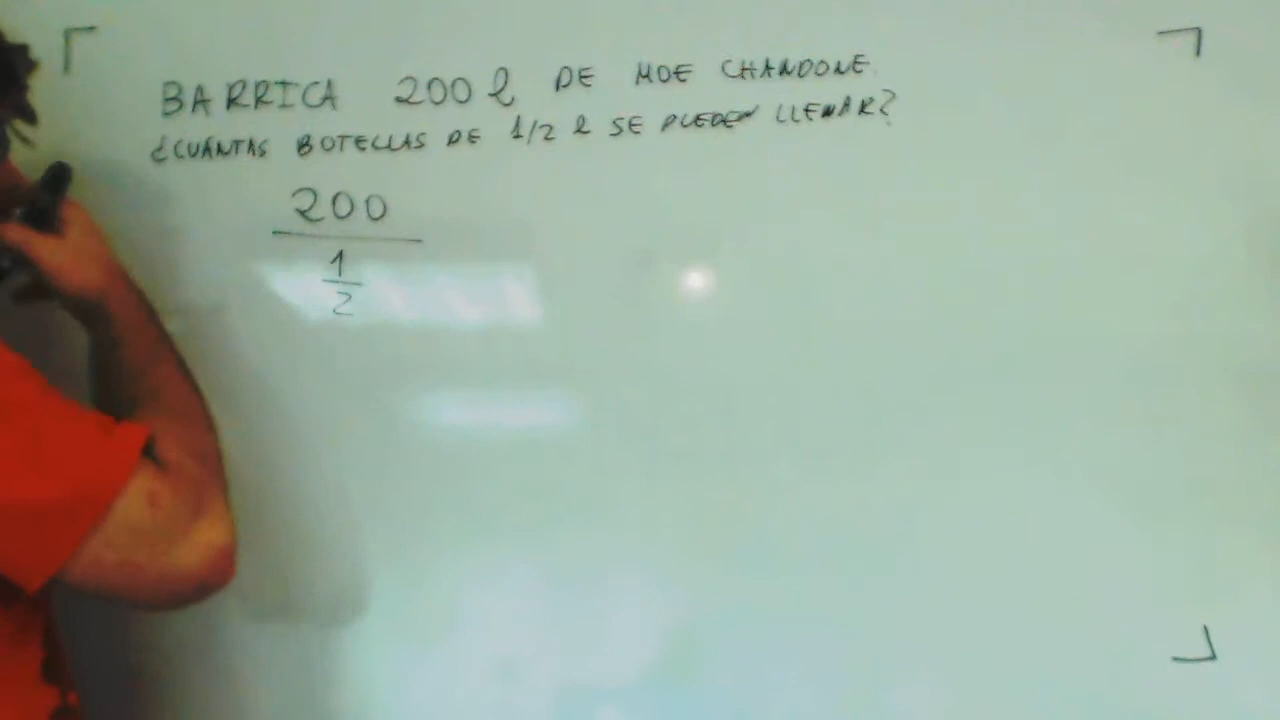 BARRICA 200 l DE MOE CHANDONE.
¿CUÁNTAS BOTELLAS DE 1/2 l SE PUEDEN LLENAR?
200
1
2